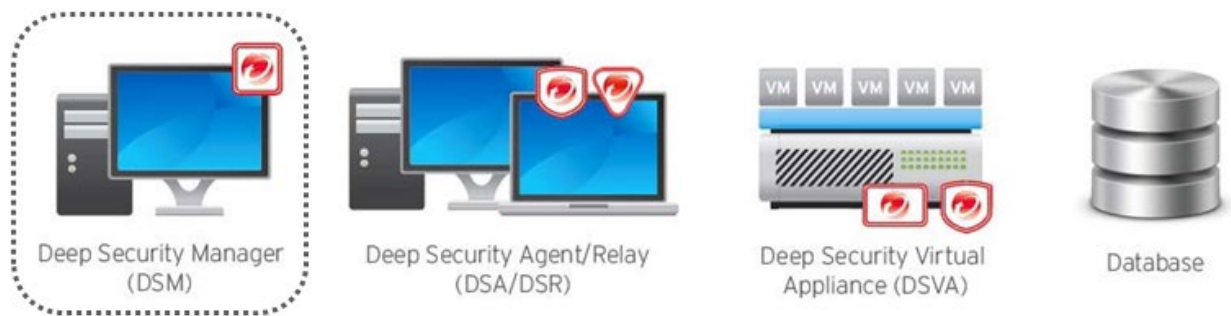 VM VM VM VM VM
Deep Security Manager
(DSM)
Deep Security Agent/Relay
(DSA/DSR)
Deep Security Virtual
Appliance (DSVA)
Database